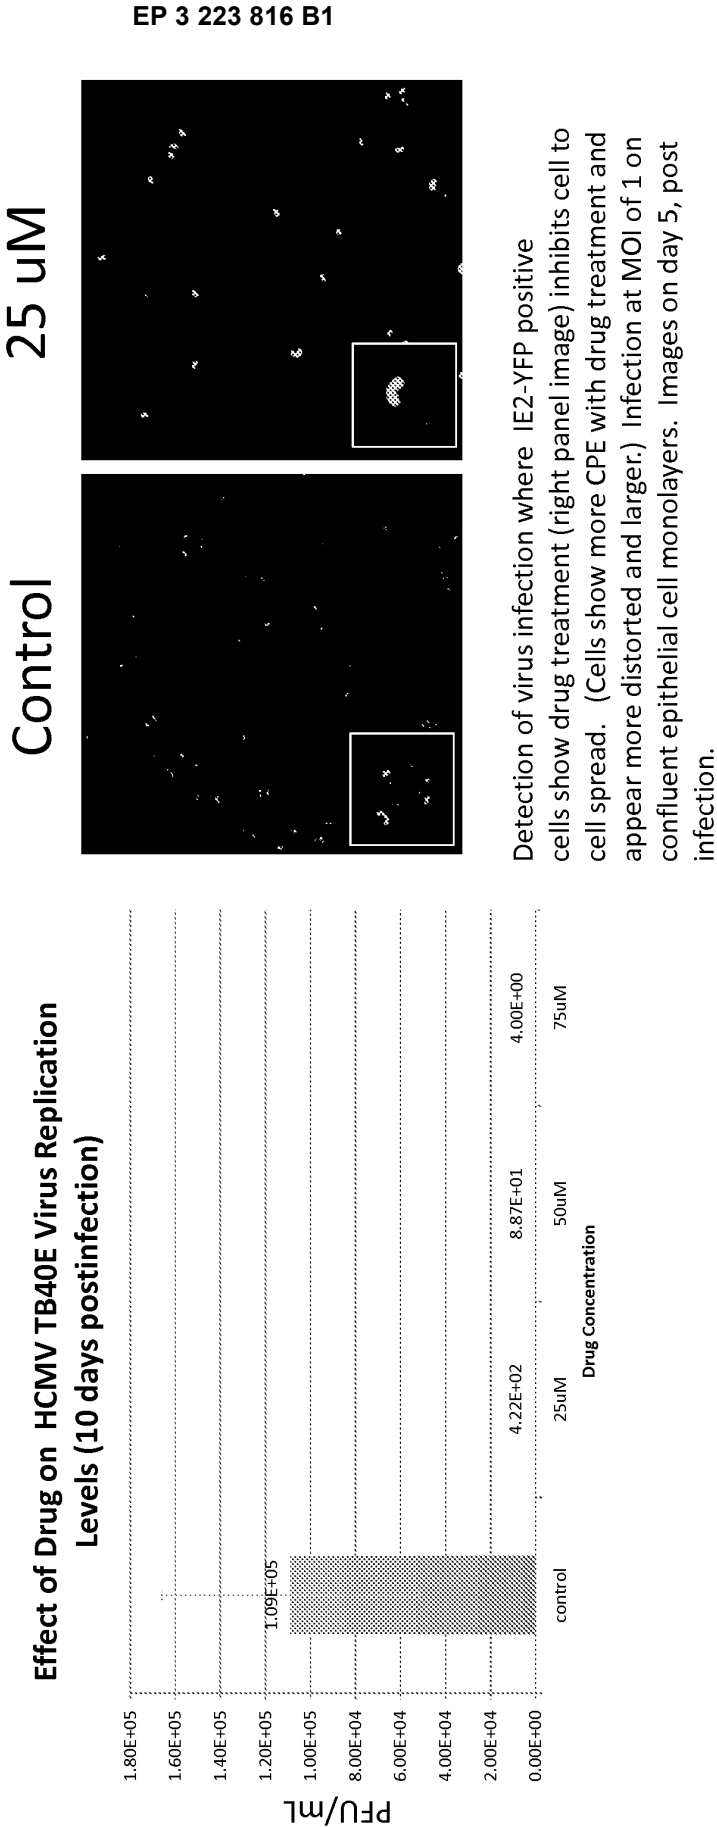 EP 3 223 816 B1
Effect of Drug on HCMV TB40E Virus Replication
Levels (10 days postinfection)
PFU/mL
1.80E+05
1.60E+05
1.40E+05
1.20E+05
1.00E+05
8.00E+04
6.00E+04
4.00E+04
2.00E+04
0.00E+00
1.09E+05
4.22E+02
8.87E+01
4.00E+00
control
25uM
50uM
75uM
Drug Concentration
Control
25 uM
Detection of virus infection where IE2-YFP positive
cells show drug treatment (right panel image) inhibits cell to
cell spread. (Cells show more CPE with drug treatment and
appear more distorted and larger.) Infection at MOI of 1 on
confluent epithelial cell monolayers. Images on day 5, post
infection.